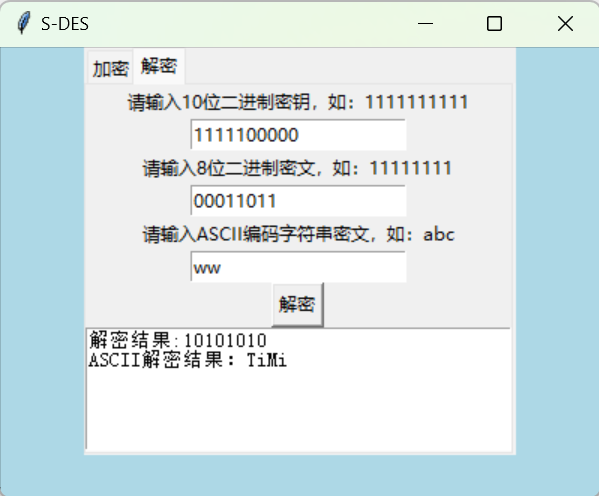 S-DES
加密 解密
请输入10位二进制密钥，如：1111111111
1111100000
请输入8位二进制密文，如：11111111
00011011
请输入ASCII编码字符串密文，如：abc
ww
解密
解密结果:10101010
ASCII解密结果：TiMi